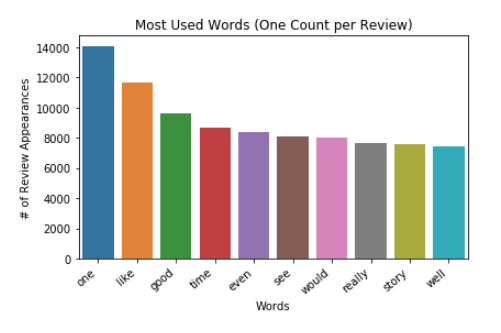 Most Used Words (One Count per Review)
# of Review Appearances
14000
12000
10000
8000
6000
4000
2000
0
one
like
good
time
even
see
would
really
story
well
Words